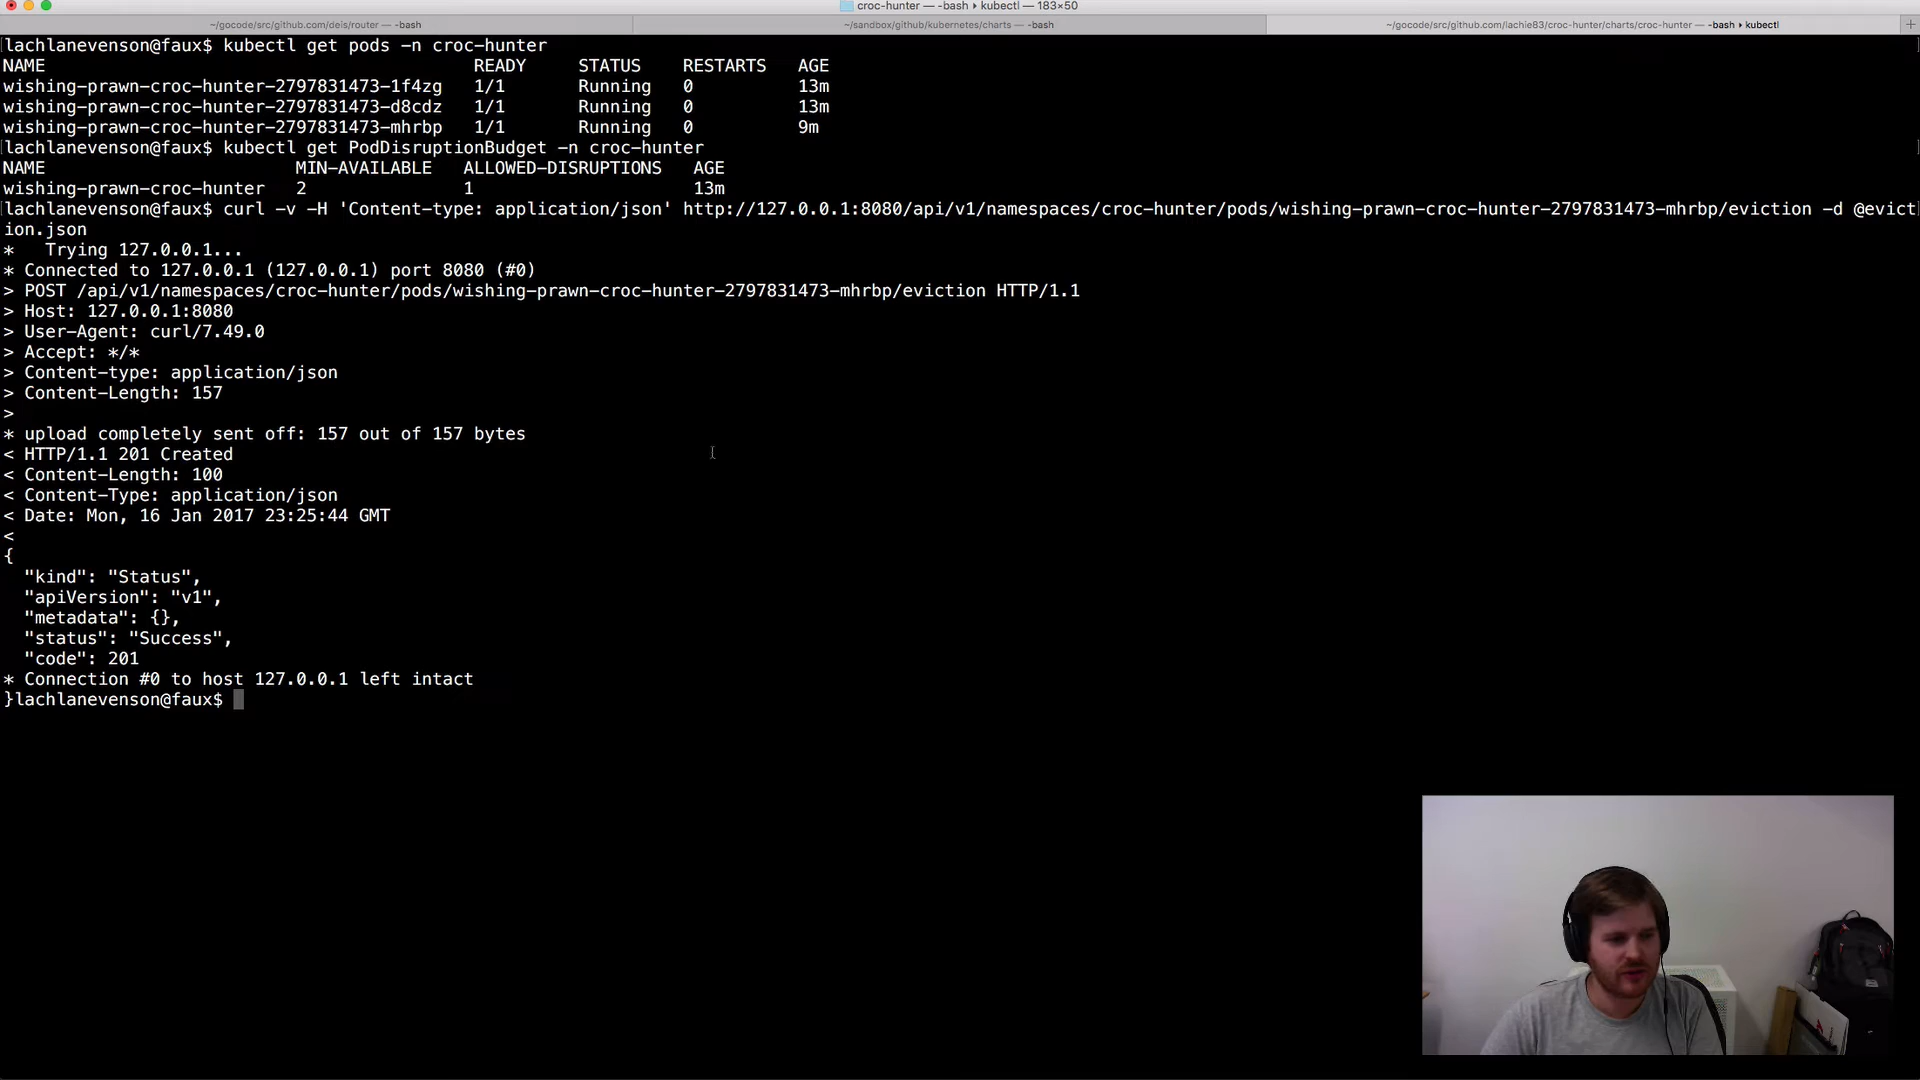 croc-hunter — -bash ▸ kubectl — 183×50
~/gocode/src/github.com/deis/router — -bash
~/sandbox/github/kubernetes/charts — -bash
~/gocode/src/github.com/lachie83/croc-hunter/charts/croc-hunter — -bash ▸ kubectl
lachlanevenson@faux$ kubectl get pods -n croc-hunter
NAME READY STATUS RESTARTS AGE
wishing-prawn-croc-hunter-2797831473-1f4zg 1/1 Running 0 13m
wishing-prawn-croc-hunter-2797831473-d8cdz 1/1 Running 0 13m
wishing-prawn-croc-hunter-2797831473-mhrbp 1/1 Running 0 9m
lachlanevenson@faux$ kubectl get PodDisruptionBudget -n croc-hunter
NAME MIN-AVAILABLE ALLOWED-DISRUPTIONS AGE
wishing-prawn-croc-hunter 2 1 13m
lachlanevenson@faux$ curl -v -H 'Content-type: application/json' http://127.0.0.1:8080/api/v1/namespaces/croc-hunter/pods/wishing-prawn-croc-hunter-2797831473-mhrbp/eviction -d @evict
ion.json
* Trying 127.0.0.1...
* Connected to 127.0.0.1 (127.0.0.1) port 8080 (#0)
> POST /api/v1/namespaces/croc-hunter/pods/wishing-prawn-croc-hunter-2797831473-mhrbp/eviction HTTP/1.1
> Host: 127.0.0.1:8080
> User-Agent: curl/7.49.0
> Accept: */*
> Content-type: application/json
> Content-Length: 157
>
* upload completely sent off: 157 out of 157 bytes
< HTTP/1.1 201 Created
< Content-Length: 100
< Content-Type: application/json
< Date: Mon, 16 Jan 2017 23:25:44 GMT
<
{
"kind": "Status",
"apiVersion": "v1",
"metadata": {},
"status": "Success",
"code": 201
* Connection #0 to host 127.0.0.1 left intact
}lachlanevenson@faux$